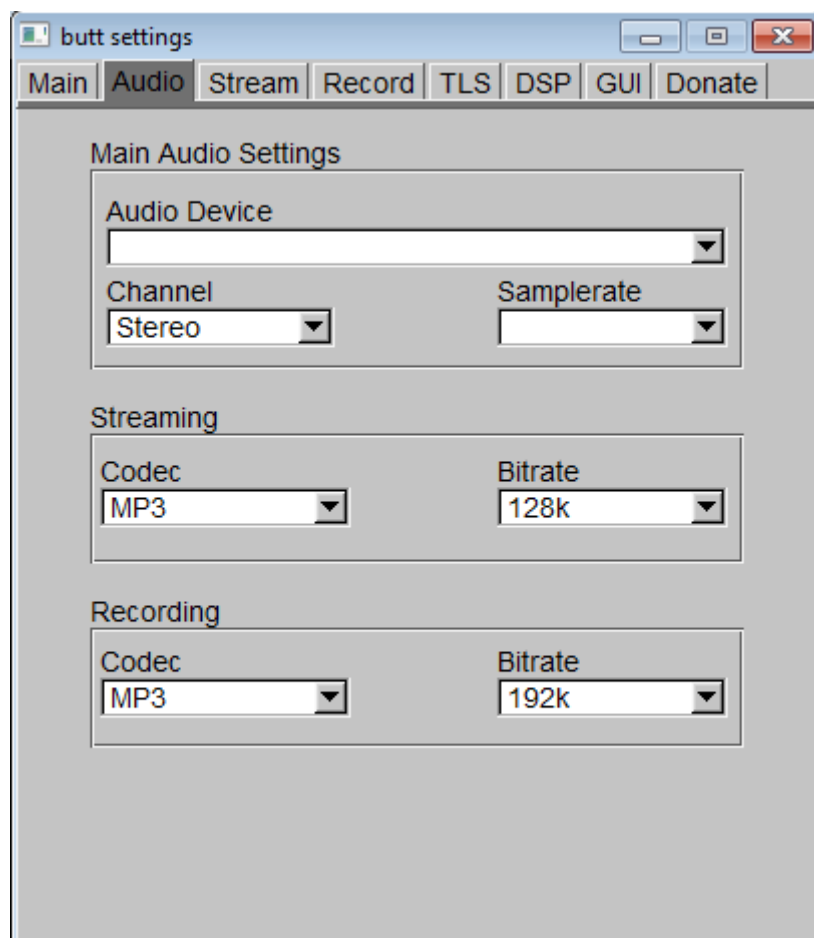 butt settings
Main Audio Stream Record TLS DSP GUI Donate
Main Audio Settings
Audio Device
Channel Samplerate
Stereo
Streaming
Codec Bitrate
MP3 128k
Recording
Codec Bitrate
MP3 192k